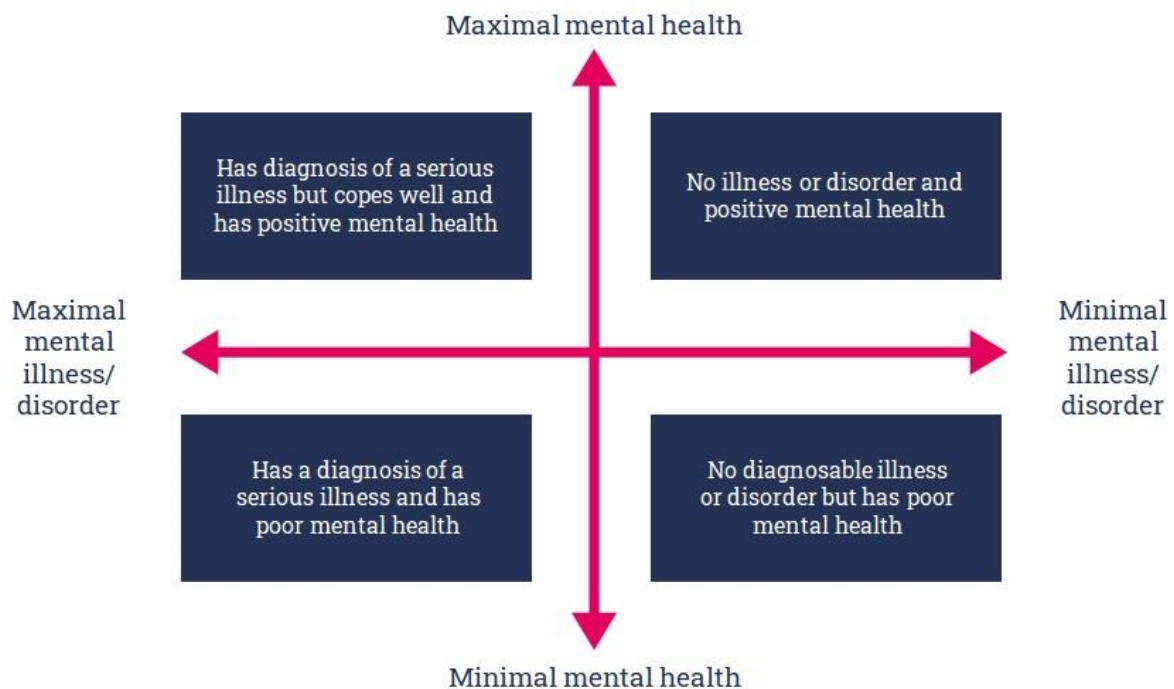 Maximal mental health
Has diagnosis of a serious
illness but copes well and
has positive mental health
No illness or disorder and
positive mental health
Maximal
mental
illness/
disorder
Minimal
mental
illness/
disorder
Has a diagnosis of a
serious illness and has
poor mental health
No diagnosable illness
or disorder but has poor
mental health
Minimal mental health